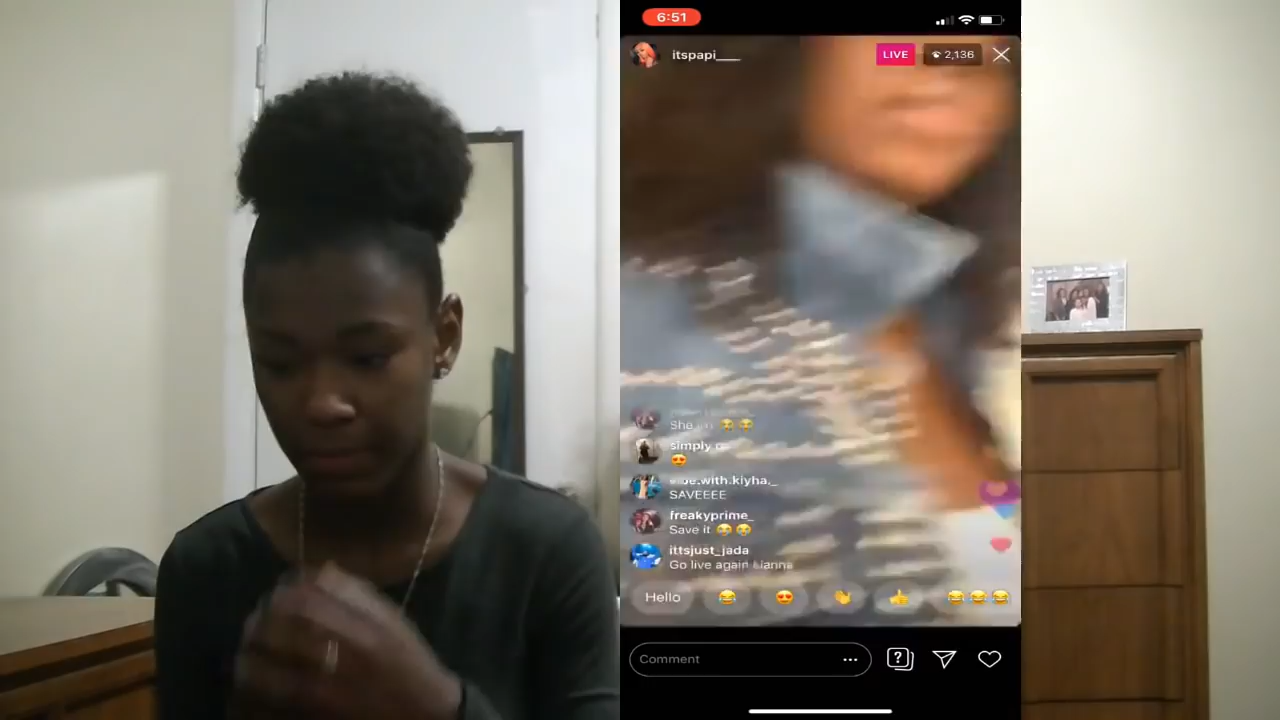 6:51
itspapi___
LIVE
2,136
She
simply
SAVEEEE
freakyprime_
Save it
ittsjust_jada
Go live again
Hello
Comment